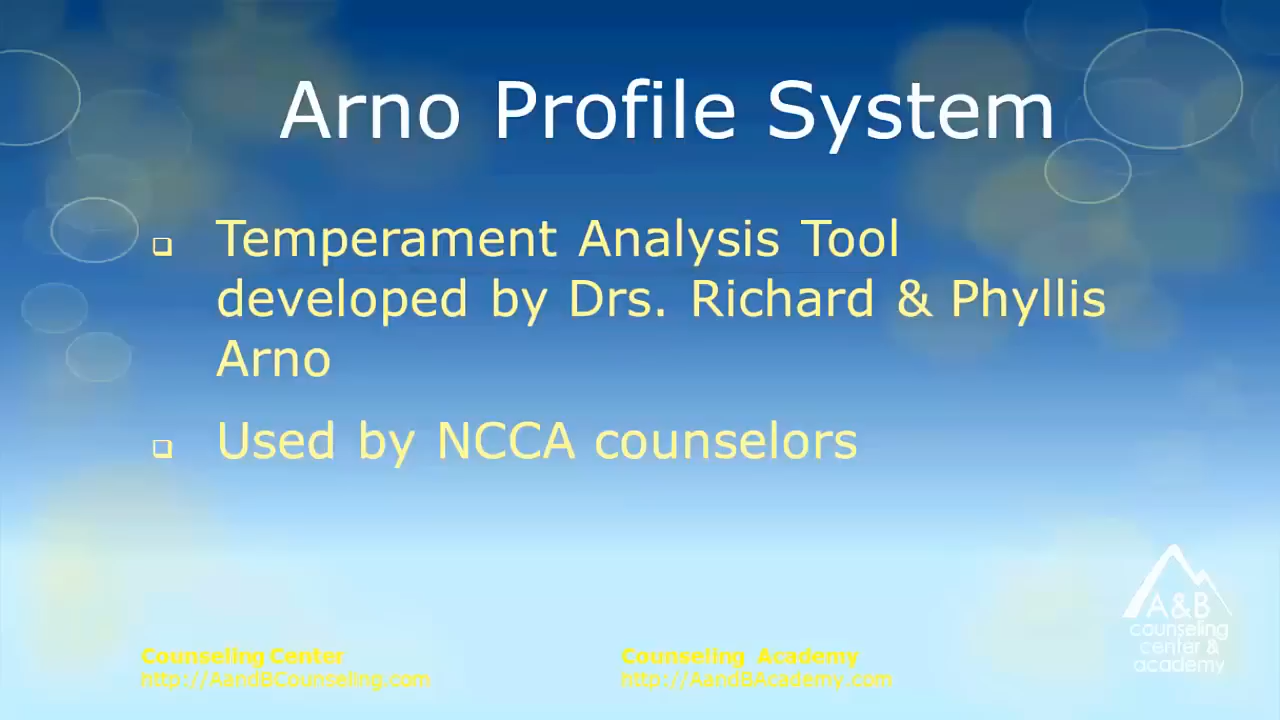 Arno Profile System
Temperament Analysis Tool
developed by Drs. Richard & Phyllis
Arno
Used by NCCA counselors
Counseling Center
http://AandBCounseling.com
Counseling Academy
http://AandBAcademy.com
A&B
counseling
center &
academy